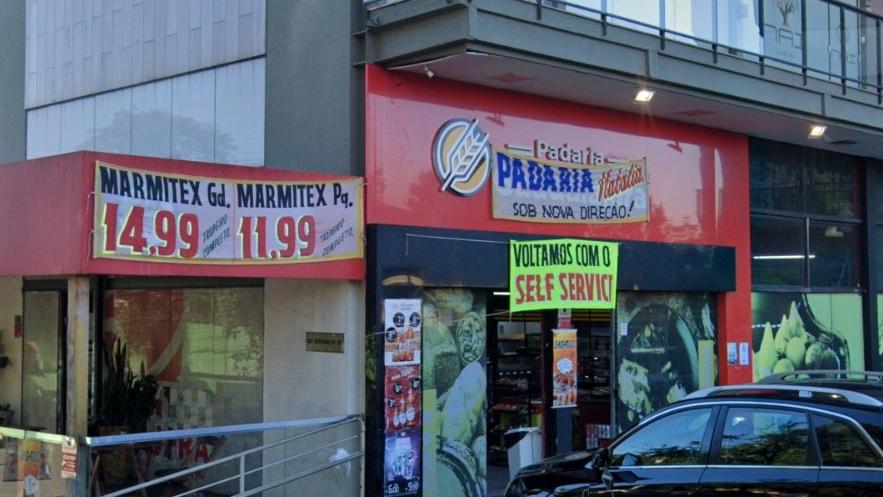 MARMITEX Gd.
14,99
TROPEIRO
COMPLETO.
MARMITEX Pq.
11,99
TROPEIRO
COMPLETO.
Padaria
PADARIA Natália
SOB NOVA DIREÇÃO!
VOLTAMOS COM O
SELF SERVIC